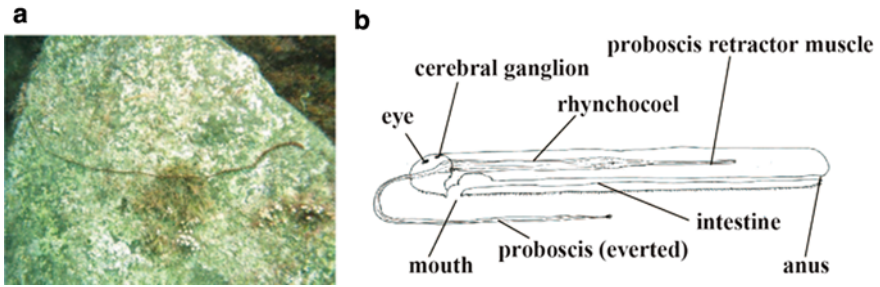 a
b
proboscis retractor muscle
cerebral ganglion
rhynchocoel
eye
intestine
proboscis (everted)
mouth
anus